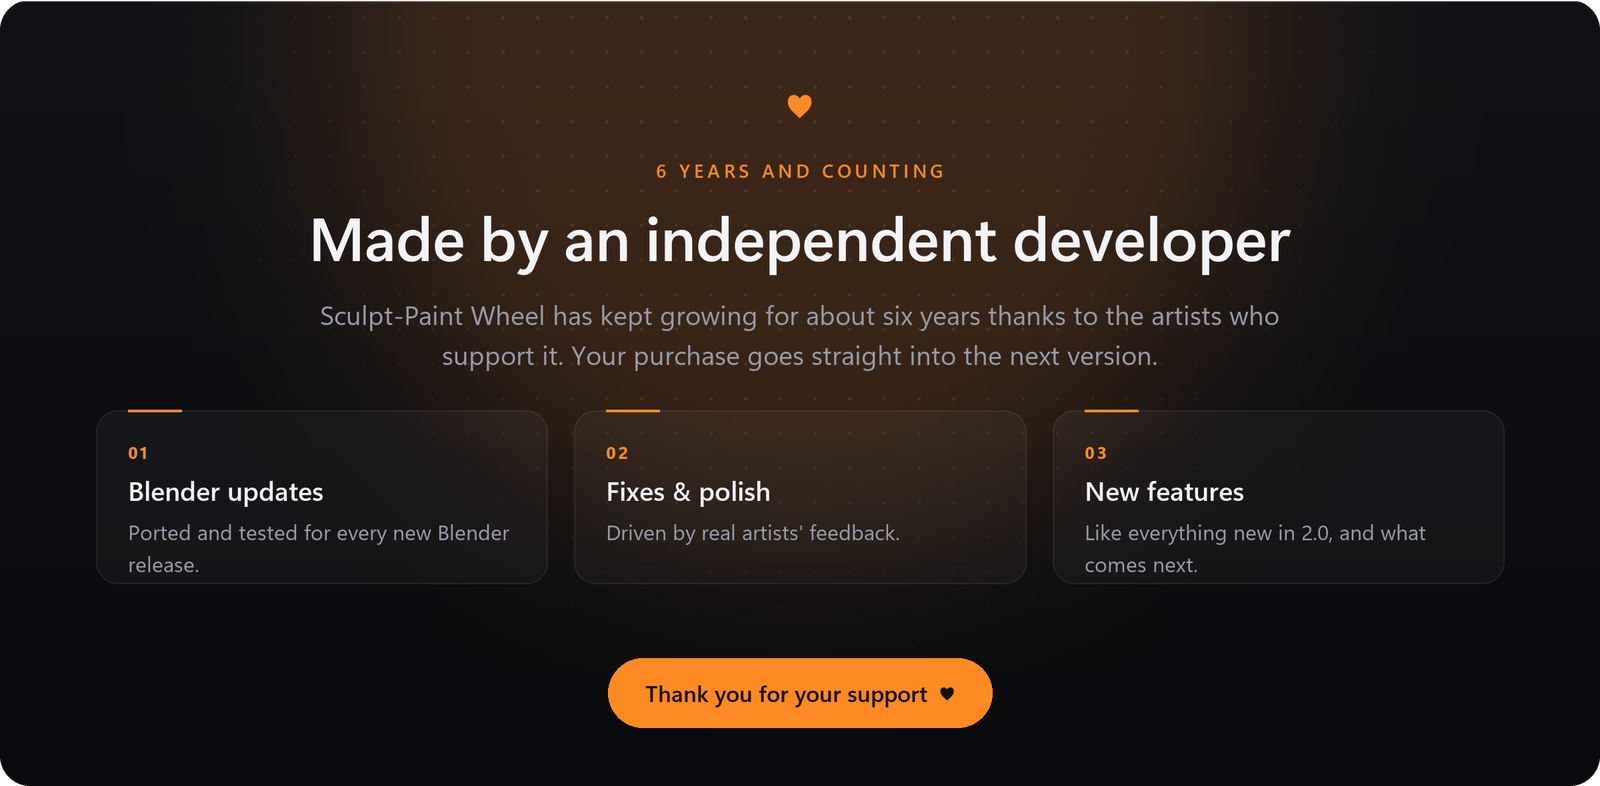 6 YEARS AND COUNTING
Made by an independent developer
Sculpt-Paint Wheel has kept growing for about six years thanks to the artists who
support it. Your purchase goes straight into the next version.
01
Blender updates
Ported and tested for every new Blender
release.
02
Fixes & polish
Driven by real artists' feedback.
03
New features
Like everything new in 2.0, and what
comes next.
Thank you for your support